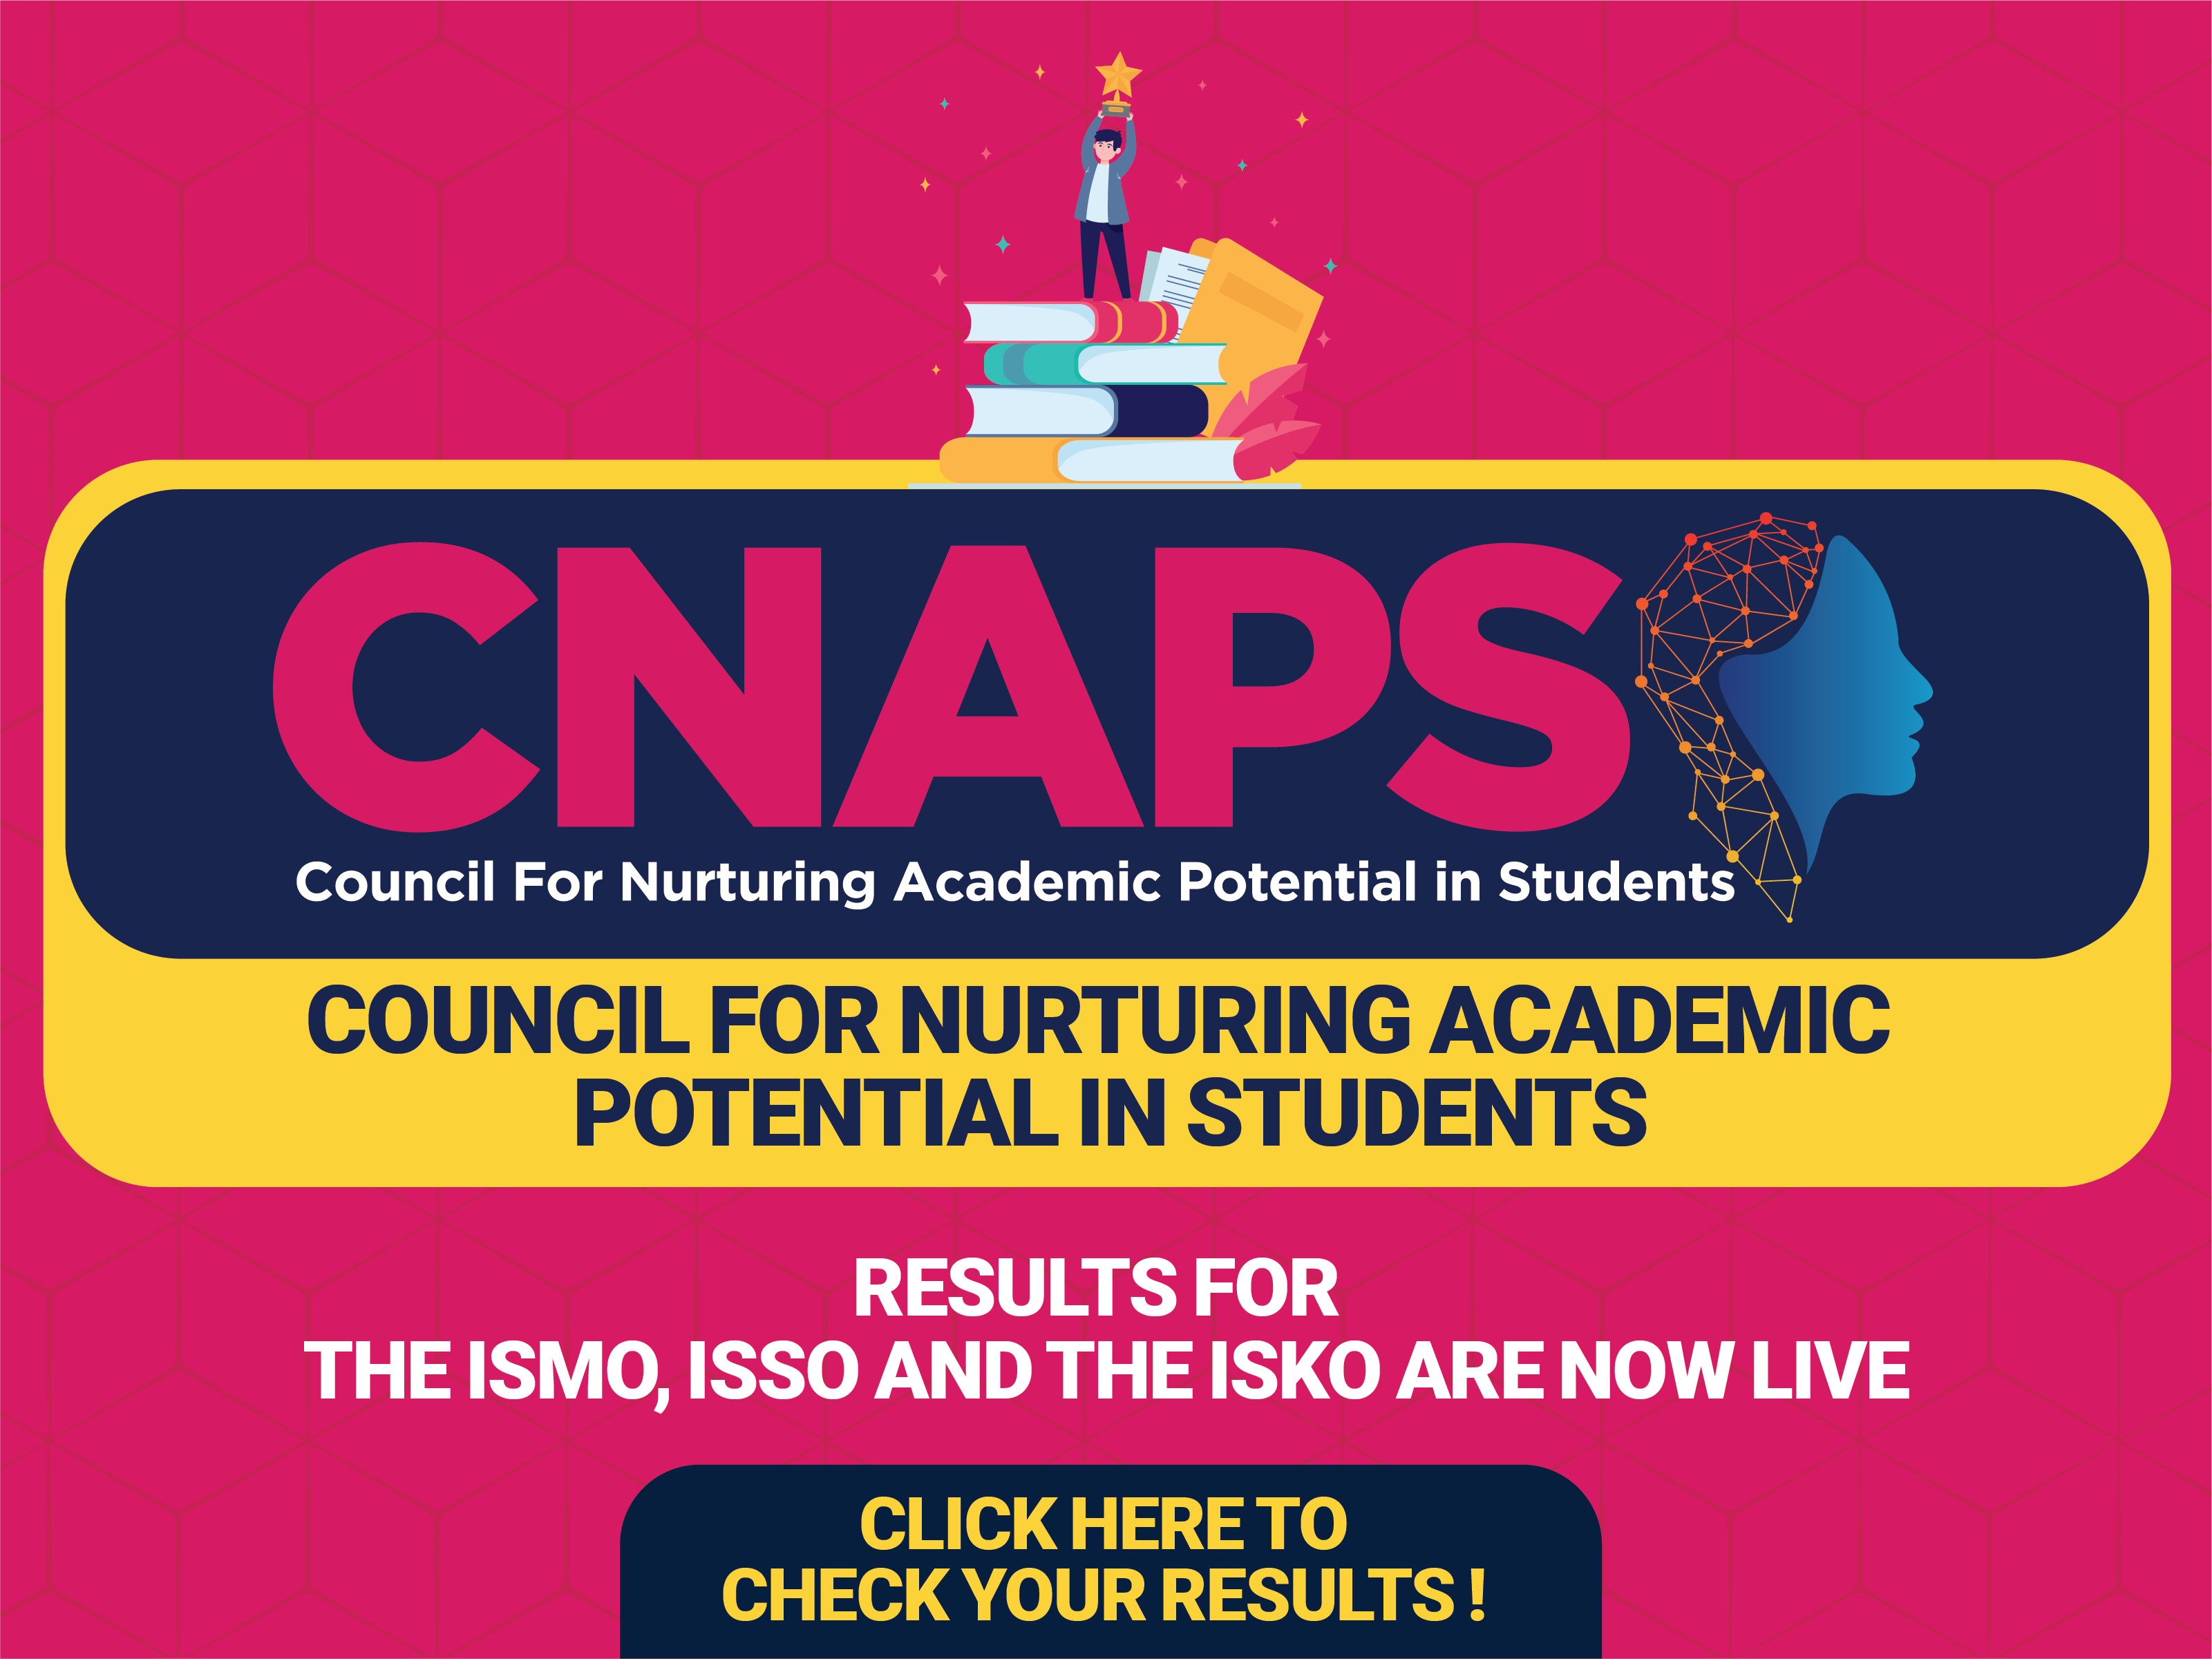 CNAPS
Council For Nurturing Academic Potential in Students
COUNCIL FOR NURTURING ACADEMIC
POTENTIAL IN STUDENTS
RESULTS FOR
THE ISMO, ISSO AND THE ISKO ARE NOW LIVE
CLICK HERE TO
CHECK YOUR RESULTS !